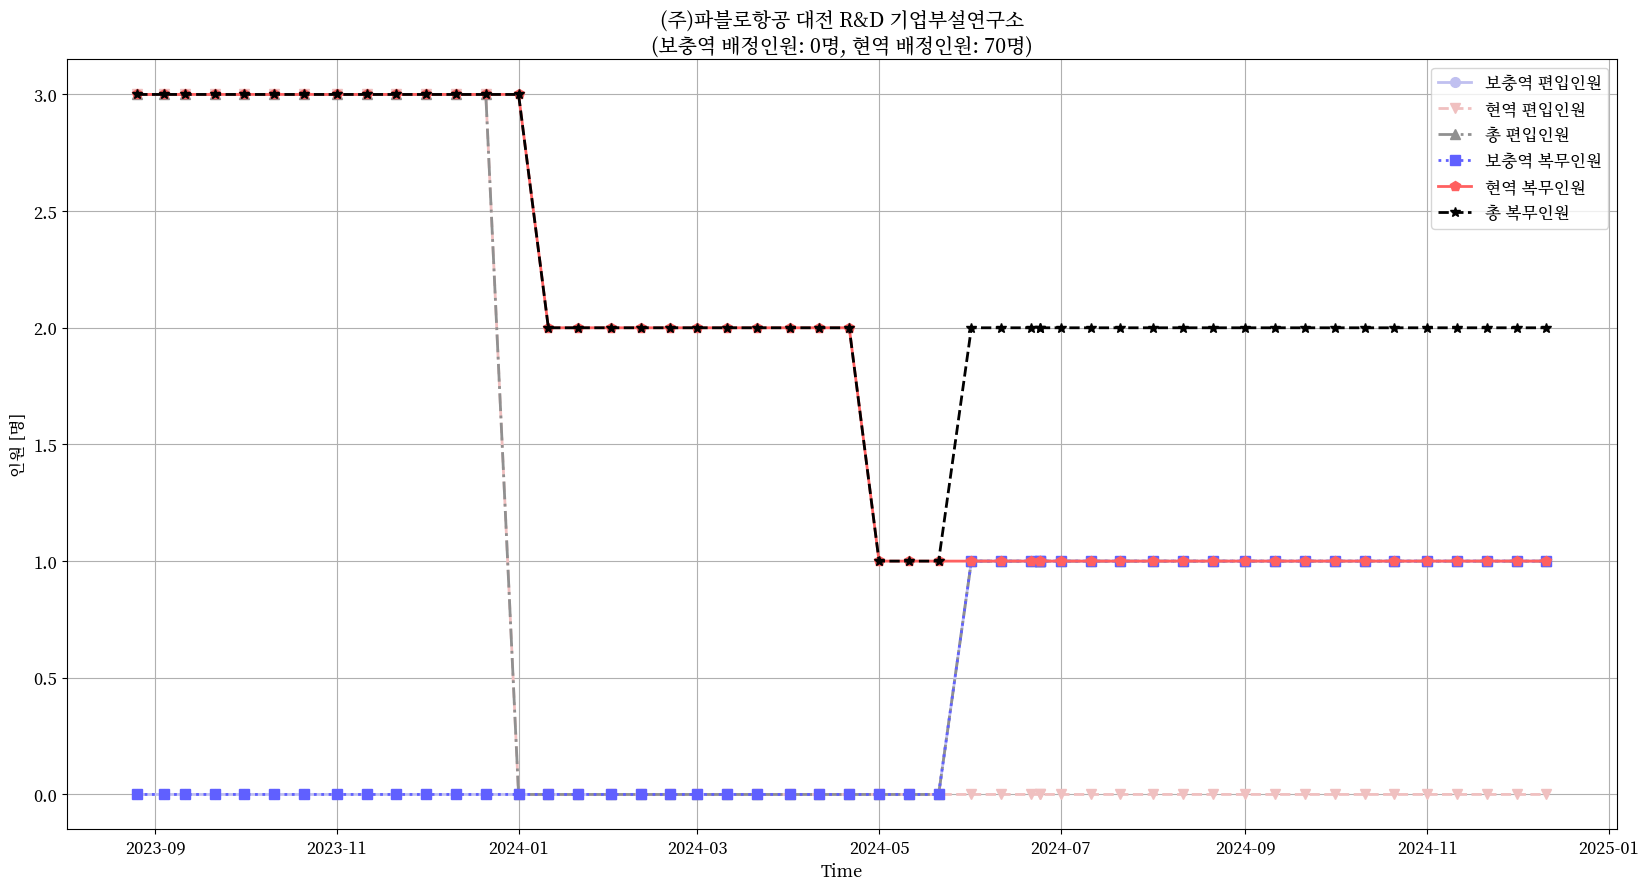 (주)파블로항공 대전 R&D 기업부설연구소
(보충역 배정인원: 0명, 현역 배정인원: 70명)
보충역 편입인원
현역 편입인원
총 편입인원
보충역 복무인원
현역 복무인원
총 복무인원
3.0
2.5
2.0
1.5
1.0
0.5
0.0
인원 [명]
2023-09 2023-11 2024-01 2024-03 2024-05 2024-07 2024-09 2024-11 2025-01
Time